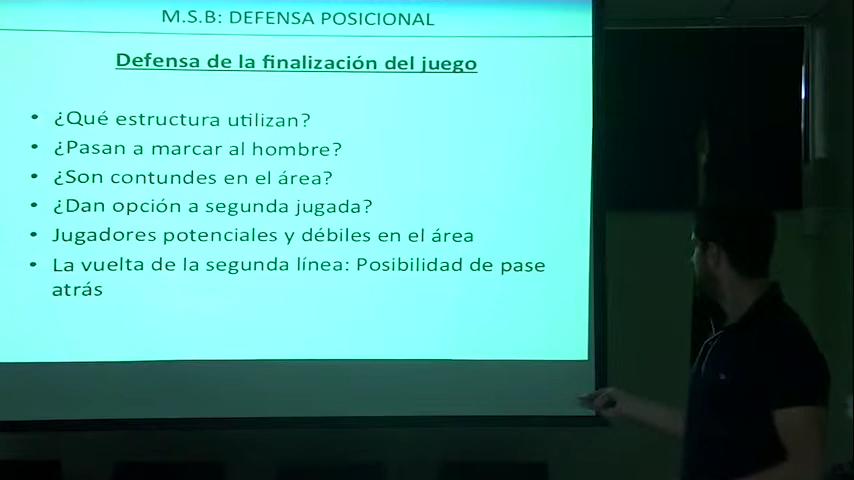 M.S.B: DEFENSA POSICIONAL
Defensa de la finalización del juego
• ¿Qué estructura utilizan?
• ¿Pasan a marcar al hombre?
• ¿Son contundes en el área?
• ¿Dan opción a segunda jugada?
• Jugadores potenciales y débiles en el área
• La vuelta de la segunda línea: Posibilidad de pase
atrás